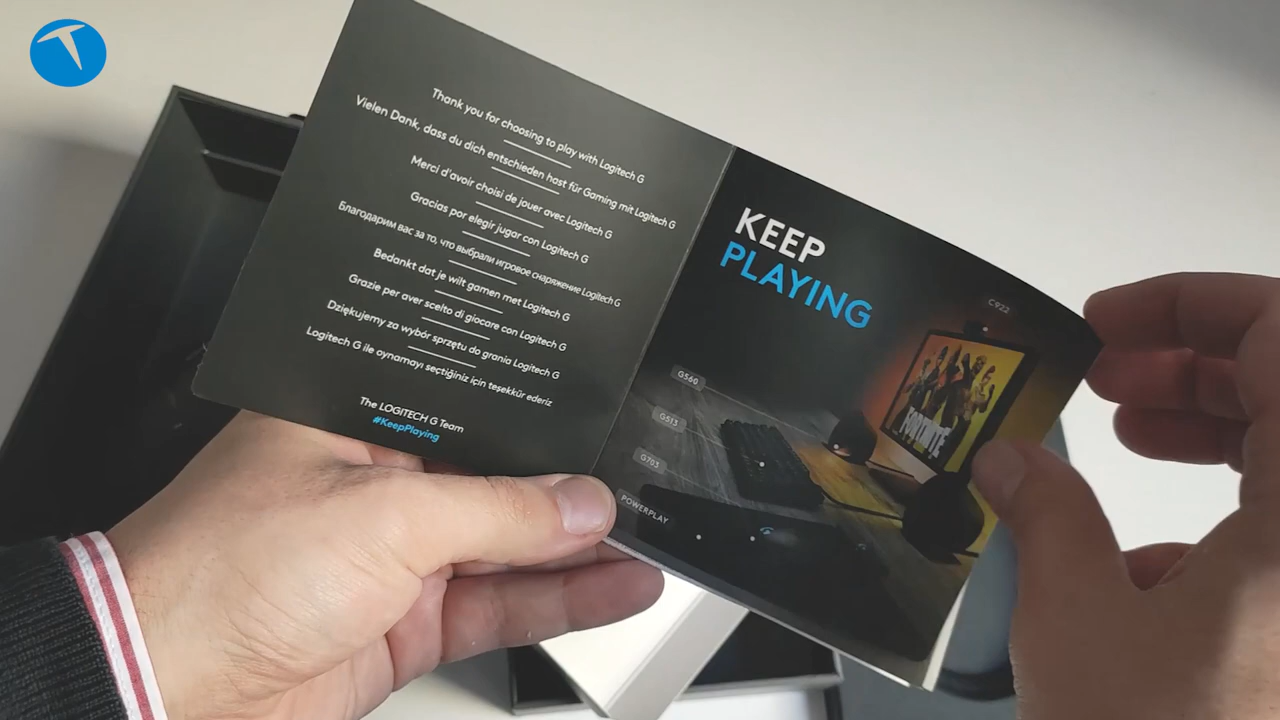 Thank you for choosing to play with Logitech G
Vielen Dank, dass du dich entschieden hast für Gaming mit Logitech G
Merci d'avoir choisi de jouer avec Logitech G
Gracias por elegir jugar con Logitech G
Благодарим вас за то, что выбрали игровое снаряжение Logitech G
Bedankt dat je wilt gamen met Logitech G
Grazie per aver scelto di giocare con Logitech G
Dziękujemy za wybór sprzętu do grania Logitech G
Logitech G ile oynamayı seçtiğiniz için teşekkür ederiz
The LOGITECH G Team
#KeepPlaying
KEEP
PLAYING
C922
G560
G513
G703
POWERPLAY
FORTNITE